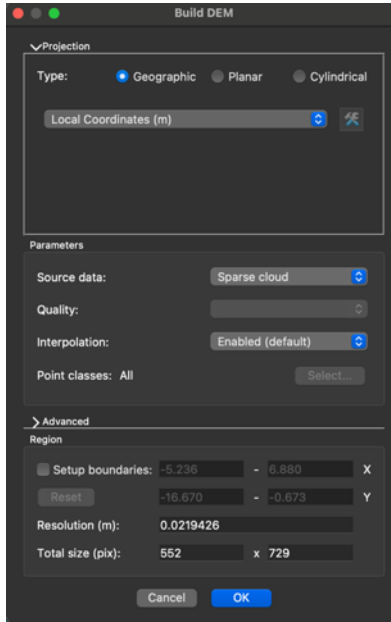 Build DEM
Projection
Type: Geographic Planar Cylindrical
Local Coordinates (m)
Parameters
Source data: Sparse cloud
Quality:
Interpolation: Enabled (default)
Point classes: All Select...
Advanced
Region
Setup boundaries: -5.236 - 6.880 X
Reset -16.670 - -0.673 Y
Resolution (m): 0.0219426
Total size (pix): 552 x 729
Cancel OK